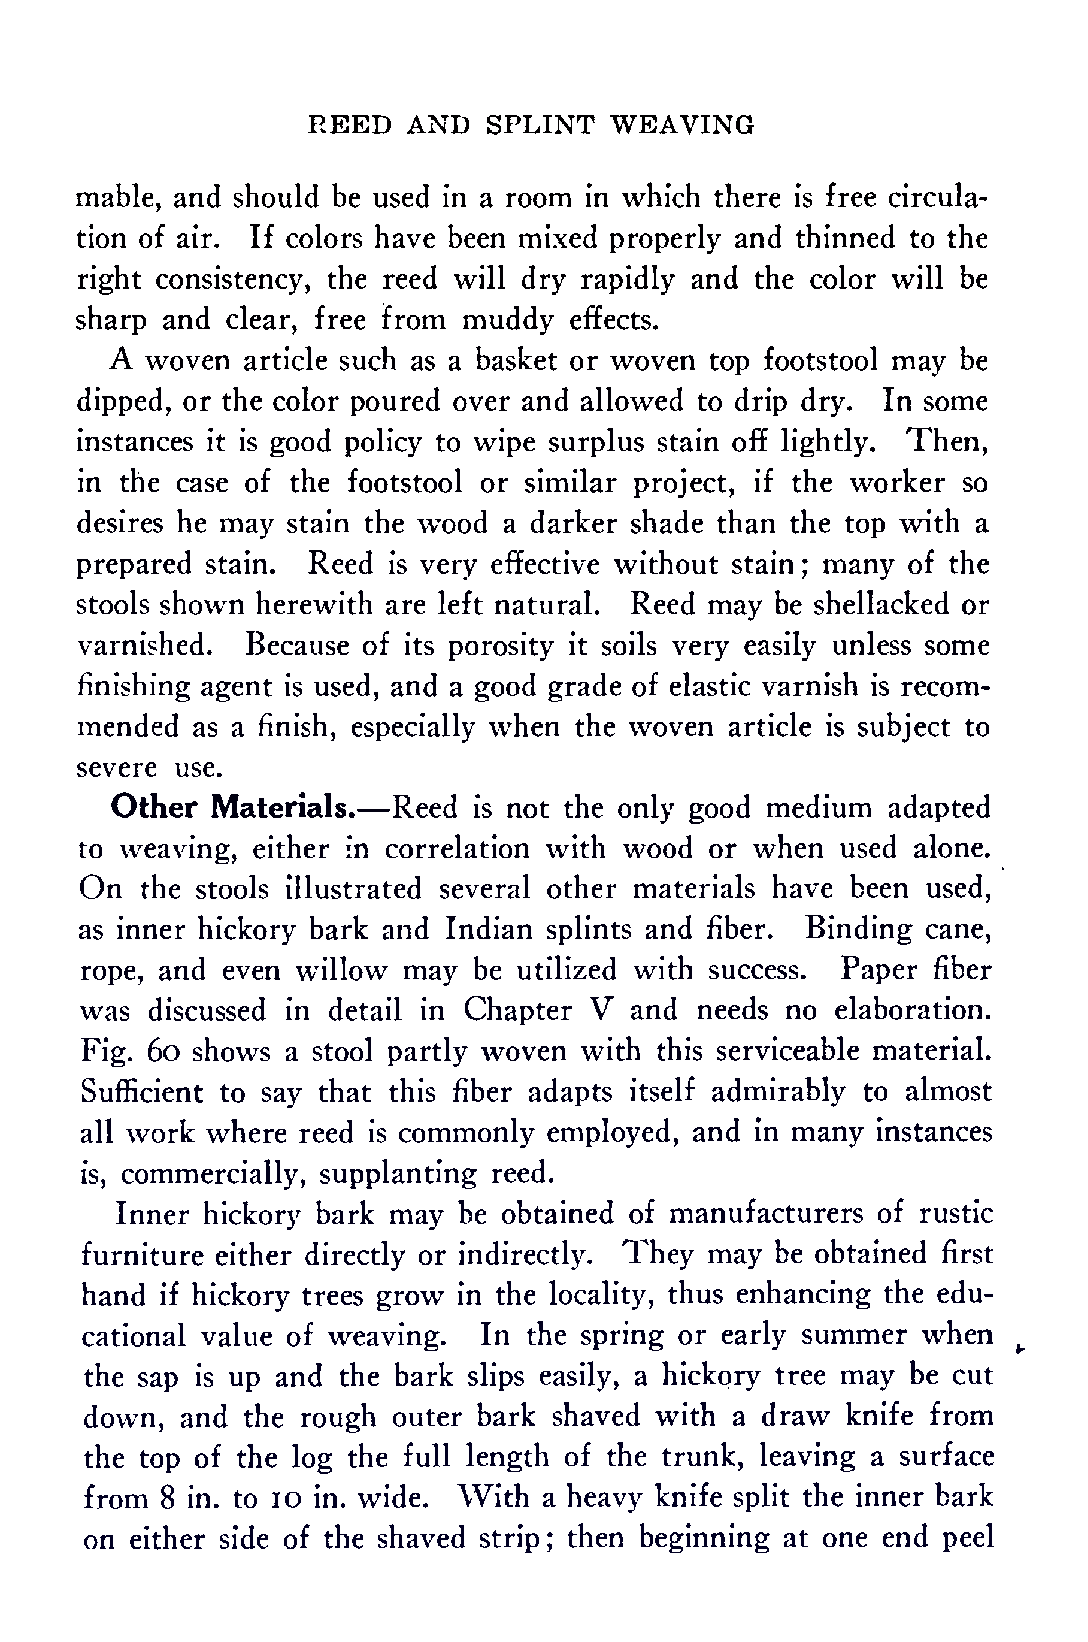 REED AND SPLINT WEAVING
mable, and should be used in a room in which there is free circula-
tion of air. If colors have been mixed properly and thinned to the
right consistency, the reed will dry rapidly and the color will be
sharp and clear, free from muddy effects.
A woven article such as a basket or woven top footstool may be
dipped, or the color poured over and allowed to drip dry. In some
instances it is good policy to wipe surplus stain off lightly. Then,
in the case of the footstool or similar project, if the worker so
desires he may stain the wood a darker shade than the top with a
prepared stain. Reed is very effective without stain; many of the
stools shown herewith are left natural. Reed may be shellacked or
varnished. Because of its porosity it soils very easily unless some
finishing agent is used, and a good grade of elastic varnish is recom-
mended as a finish, especially when the woven article is subject to
severe use.
Other Materials.—Reed is not the only good medium adapted
to weaving, either in correlation with wood or when used alone.
On the stools illustrated several other materials have been used,
as inner hickory bark and Indian splints and fiber. Binding cane,
rope, and even willow may be utilized with success. Paper fiber
was discussed in detail in Chapter V and needs no elaboration.
Fig. 60 shows a stool partly woven with this serviceable material.
Sufficient to say that this fiber adapts itself admirably to almost
all work where reed is commonly employed, and in many instances
is, commercially, supplanting reed.
Inner hickory bark may be obtained of manufacturers of rustic
furniture either directly or indirectly. They may be obtained first
hand if hickory trees grow in the locality, thus enhancing the edu-
cational value of weaving. In the spring or early summer when
the sap is up and the bark slips easily, a hickory tree may be cut
down, and the rough outer bark shaved with a draw knife from
the top of the log the full length of the trunk, leaving a surface
from 8 in. to 10 in. wide. With a heavy knife split the inner bark
on either side of the shaved strip; then beginning at one end peel